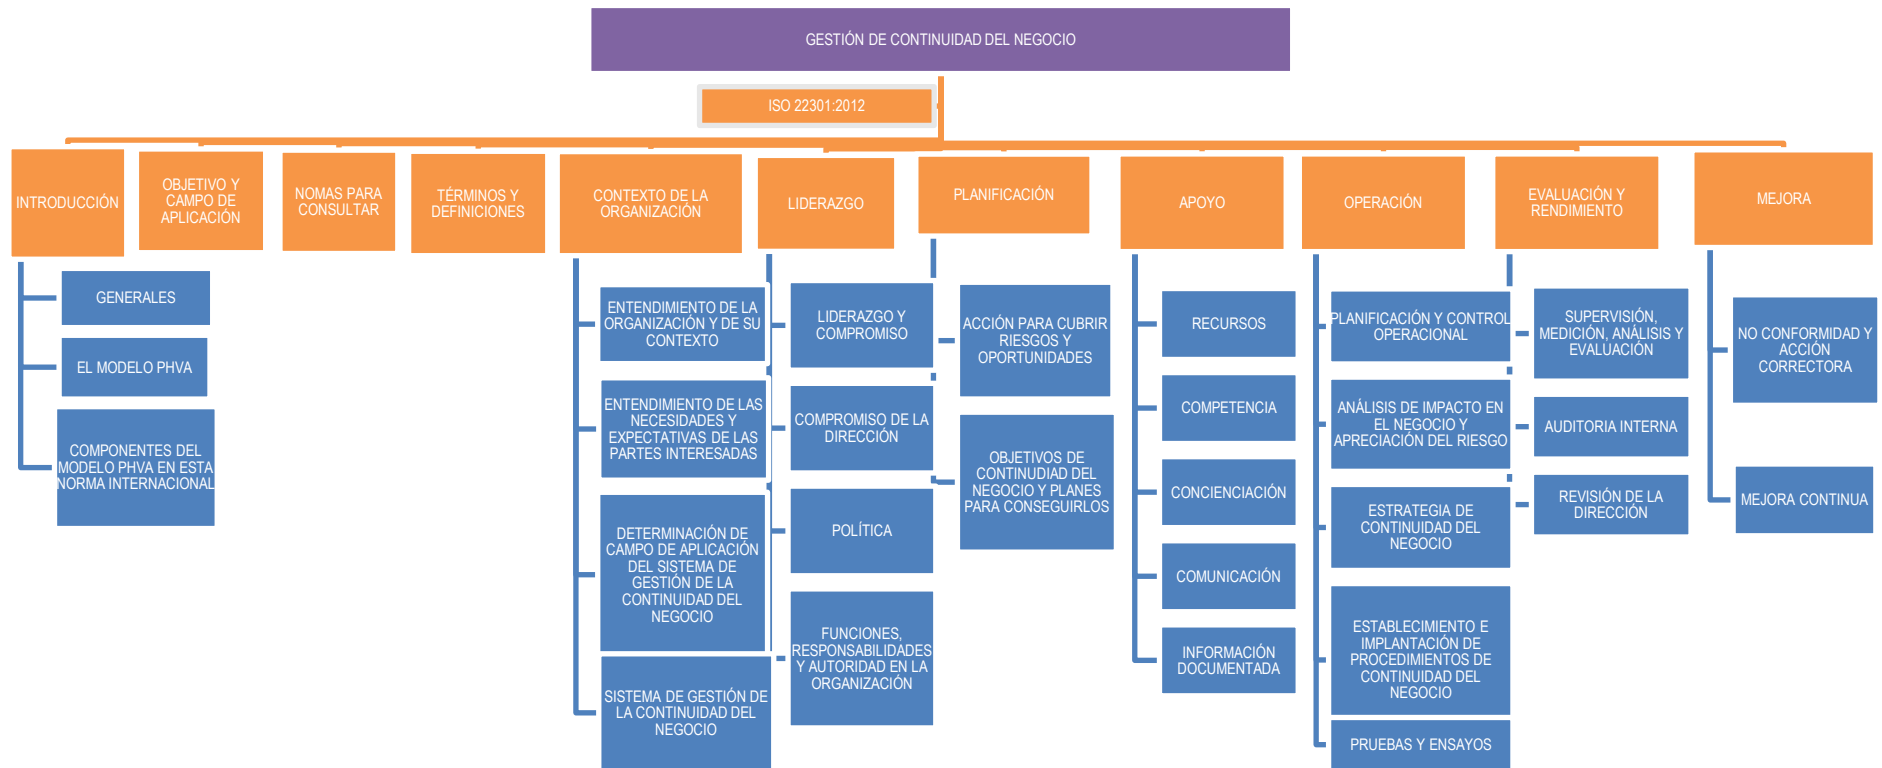 GESTIÓN DE CONTINUIDAD DEL NEGOCIO
ISO 22301:2012
INTRODUCCIÓN
OBJETIVO Y
CAMPO DE
APLICACIÓN
NOMAS PARA
CONSULTAR
TÉRMINOS Y
DEFINICIONES
CONTEXTO DE LA
ORGANIZACIÓN
LIDERAZGO
PLANIFICACIÓN
APOYO
OPERACIÓN
EVALUACIÓN Y
RENDIMIENTO
MEJORA
GENERALES
EL MODELO PHVA
COMPONENTES DEL
MODELO PHVA EN ESTA
NORMA INTERNACIONAL
ENTENDIMIENTO DE LA
ORGANIZACIÓN Y DE SU
CONTEXTO
ENTENDIMIENTO DE LAS
NECESIDADES Y
EXPECTATIVAS DE LAS
PARTES INTERESADAS
DETERMINACIÓN DE
CAMPO DE APLICACIÓN
DEL SISTEMA DE
GESTIÓN DE LA
CONTINUIDAD DEL
NEGOCIO
SISTEMA DE GESTIÓN DE
LA CONTINUIDAD DEL
NEGOCIO
LIDERAZGO Y
COMPROMISO
COMPROMISO DE LA
DIRECCIÓN
POLÍTICA
FUNCIONES,
RESPONSABILIDADES
Y AUTORIDAD EN LA
ORGANIZACIÓN
ACCIÓN PARA CUBRIR
RIESGOS Y
OPORTUNIDADES
OBJETIVOS DE
CONTINUDIAD DEL
NEGOCIO Y PLANES
PARA CONSEGUIRLOS
RECURSOS
COMPETENCIA
CONCIENCIACIÓN
COMUNICACIÓN
INFORMACIÓN
DOCUMENTADA
PLANIFICACIÓN Y CONTROL
OPERACIONAL
ANÁLISIS DE IMPACTO EN
EL NEGOCIO Y
APRECIACIÓN DEL RIESGO
ESTRATEGIA DE
CONTINUIDAD DEL
NEGOCIO
ESTABLECIMIENTO E
IMPLANTACIÓN DE
PROCEDIMIENTOS DE
CONTINUIDAD DEL
NEGOCIO
PRUEBAS Y ENSAYOS
SUPERVISIÓN,
MEDICIÓN, ANÁLISIS Y
EVALUACIÓN
AUDITORIA INTERNA
REVISIÓN DE LA
DIRECCIÓN
NO CONFORMIDAD Y
ACCIÓN
CORRECTORA
MEJORA CONTINUA